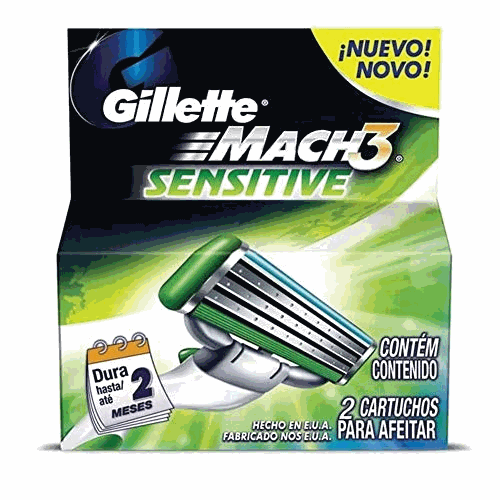 ¡NUEVO!
NOVO!
Gillette®
MACH3®
SENSITIVE
Dura
hasta/
até
2
MESES
CONTÉM
CONTENIDO
2 CARTUCHOS
PARA AFEITAR
HECHO EN E.U.A.
FABRICADO NOS E.U.A.